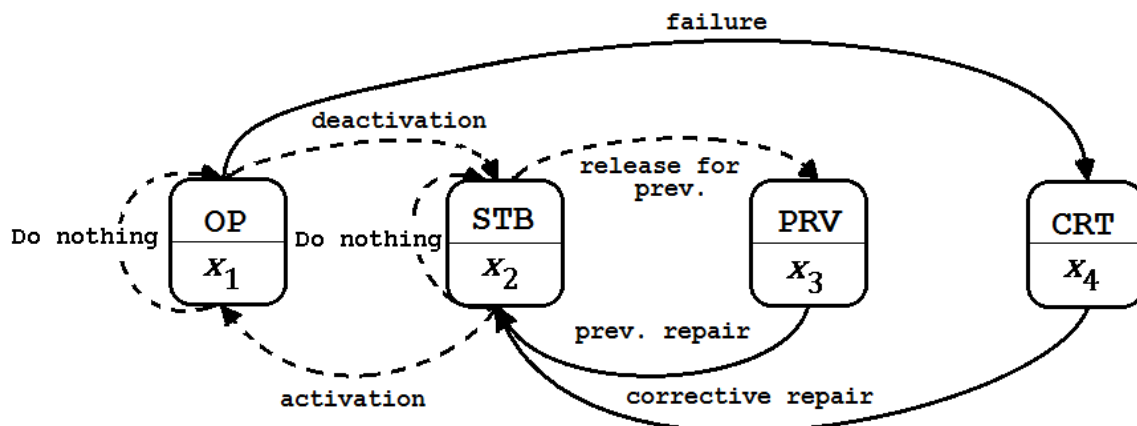 failure
deactivation
release for
prev.
OP
STB
PRV
CRT
Do nothing
Do nothing
x1
x2
x3
x4
prev. repair
activation
corrective repair